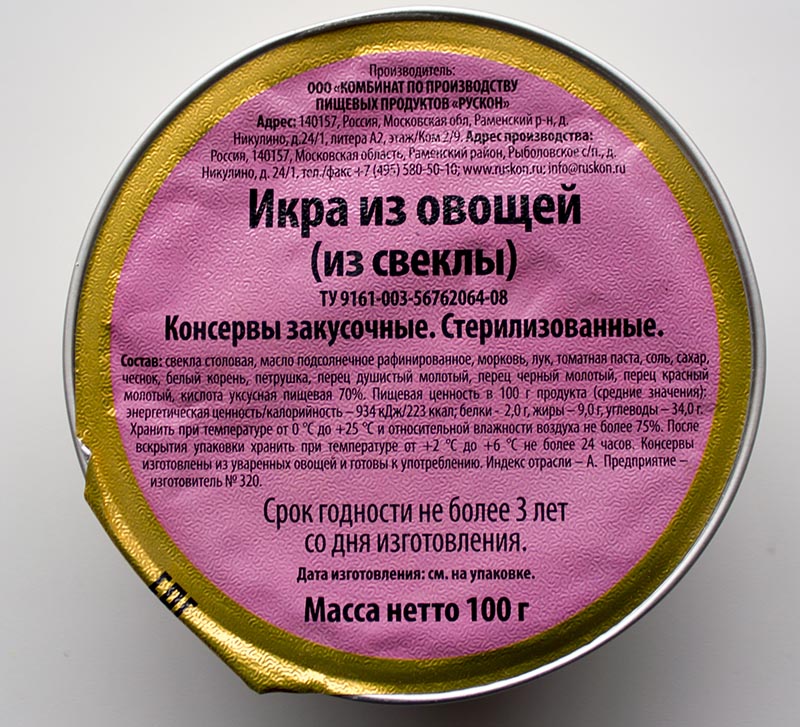 Производитель:
ООО «КОМБИНАТ ПО ПРОИЗВОДСТВУ
ПИЩЕВЫХ ПРОДУКТОВ «РУСКОН»
Адрес: 140157, Россия, Московская обл, Раменский р-н, д.
Никулино, д.24/1, литера А2, этаж/Ком 2/9. Адрес производства:
Россия, 140157, Московская область, Раменский район, Рыболовское с/п., д.
Никулино, д. 24/1, тел./факс +7 (495) 580-50-10; www.ruskon.ru; info@ruskon.ru
Икра из овощей
(из свеклы)
ТУ 9161-003-56762064-08
Консервы закусочные. Стерилизованные.
Состав: свекла столовая, масло подсолнечное рафинированное, морковь, лук, томатная паста, соль, сахар,
чеснок, белый корень, петрушка, перец душистый молотый, перец черный молотый, перец красный
молотый, кислота уксусная пищевая 70%. Пищевая ценность в 100 г продукта (средние значения):
энергетическая ценность/калорийность – 934 кДж/223 ккал; белки - 2,0 г, жиры – 9,0 г, углеводы – 34,0 г.
Хранить при температуре от 0 °С до +25 °С и относительной влажности воздуха не более 75%. После
вскрытия упаковки хранить при температуре от +2 °С до +6 °С не более 24 часов. Консервы
изготовлены из уваренных овощей и готовы к употреблению. Индекс отрасли – А. Предприятие –
изготовитель № 320.
Срок годности не более 3 лет
со дня изготовления.
Дата изготовления: см. на упаковке.
Масса нетто 100 г